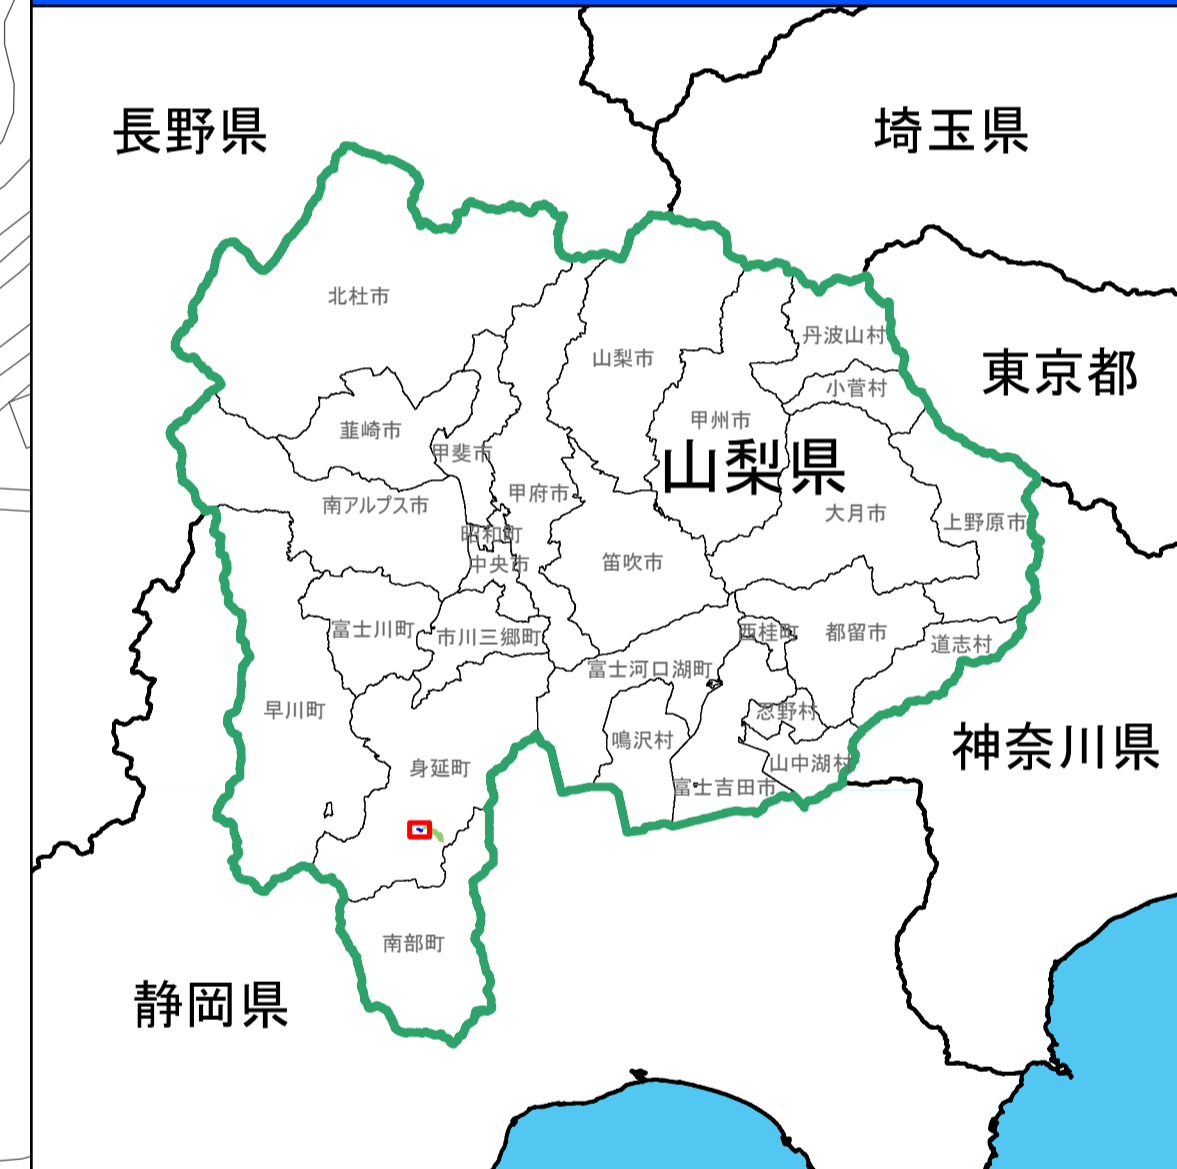 長野県
埼玉県
北杜市
丹波山村
山梨市
東京都
小菅村
甲州市
韮崎市
甲斐市
山梨県
甲府市
南アルプス市
大月市
上野原市
昭和町
中央市
笛吹市
富士川町
市川三郷町
西桂町
都留市
道志村
富士河口湖町
早川町
忍野村
鳴沢村
神奈川県
山中湖村
身延町
富士吉田市
南部町
静岡県